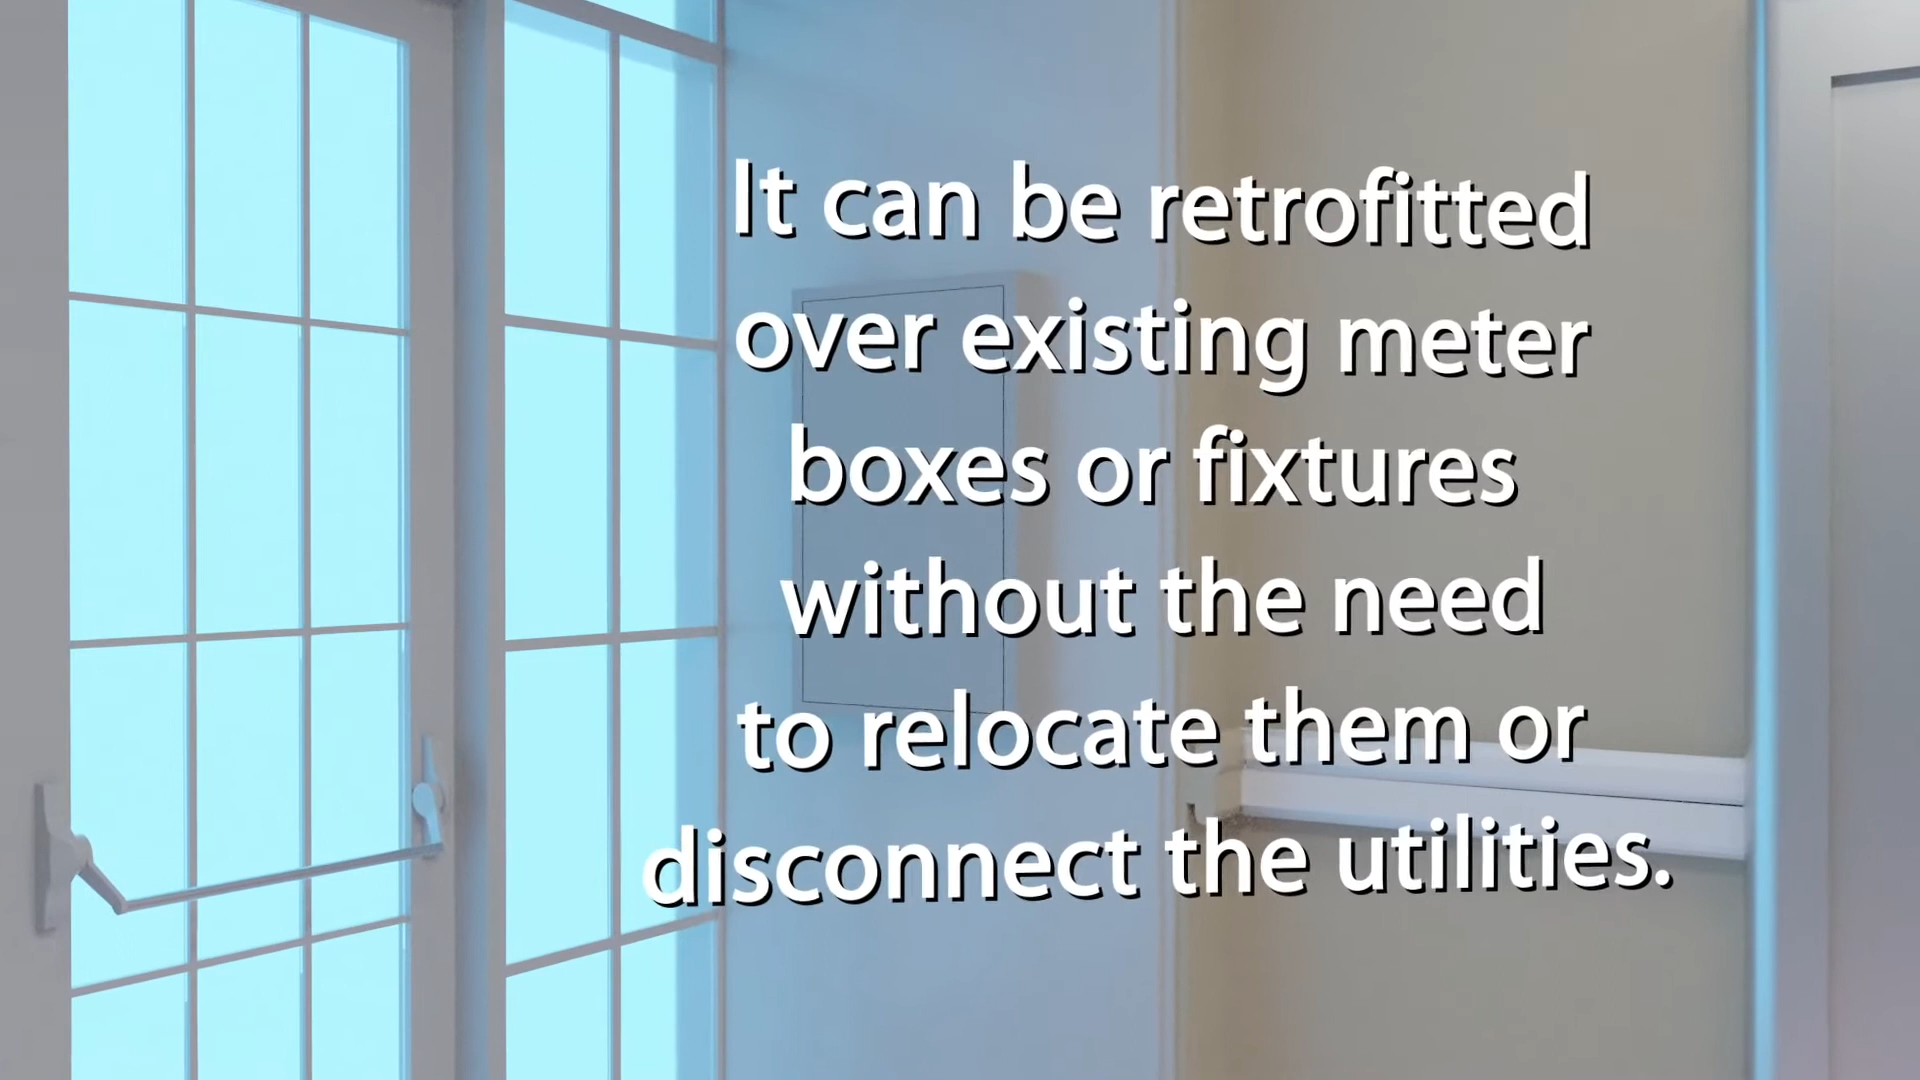 It can be retrofitted
over existing meter
boxes or fixtures
without the need
to relocate them or
disconnect the utilities.